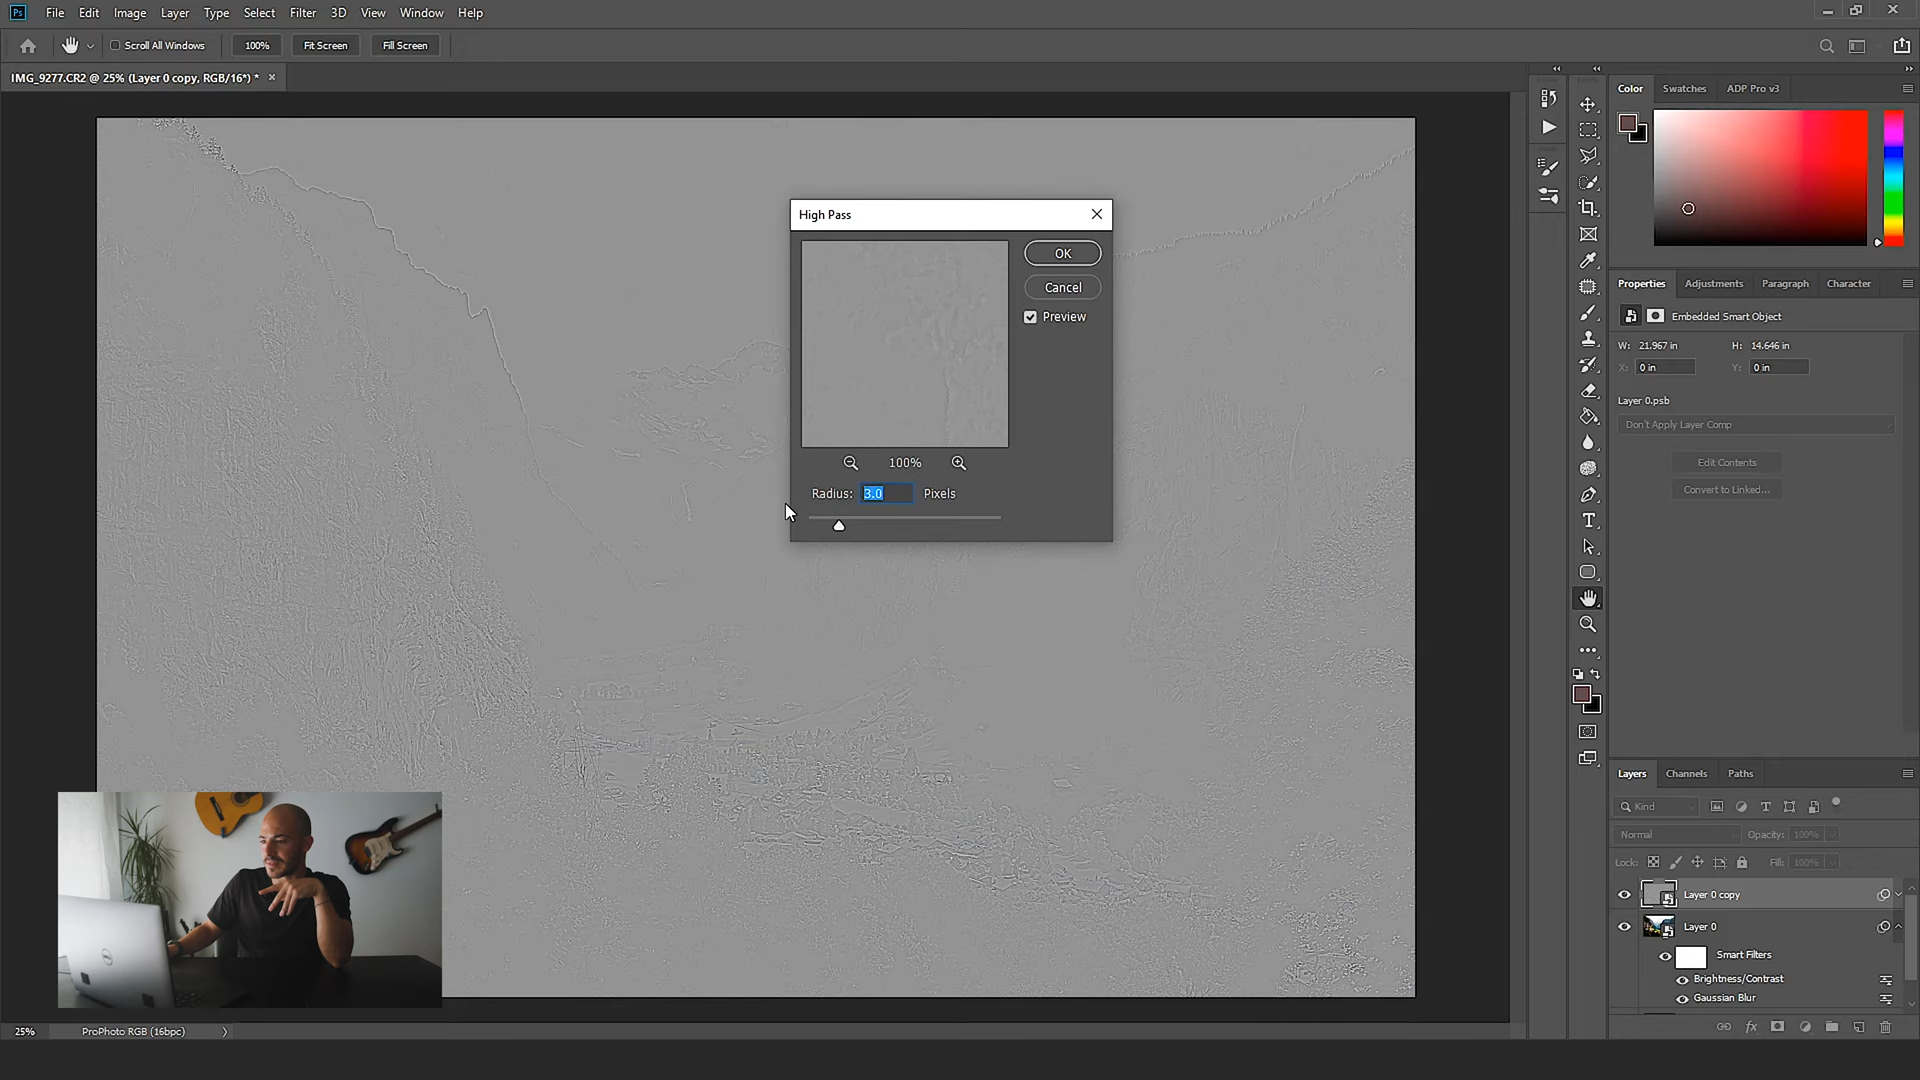 Ps File Edit Image Layer Type Select Filter 3D View Window Help
Scroll All Windows 100% Fit Screen Fill Screen
IMG_9277.CR2 @ 25% (Layer 0 copy, RGB/16*) * ×
Color Swatches ADP Pro v3
High Pass
OK
Cancel
Preview
100%
Radius: 3.0 Pixels
Properties Adjustments Paragraph Character
Embedded Smart Object
W: 21.967 in H: 14.646 in
X: 0 in Y: 0 in
Layer 0.psb
Don't Apply Layer Comp
Edit Contents
Convert to Linked...
Layers Channels Paths
Kind
Normal Opacity: 100%
Lock: Fill: 100%
Layer 0 copy
Layer 0
Smart Filters
Brightness/Contrast
Gaussian Blur
25% ProPhoto RGB (16bpc)